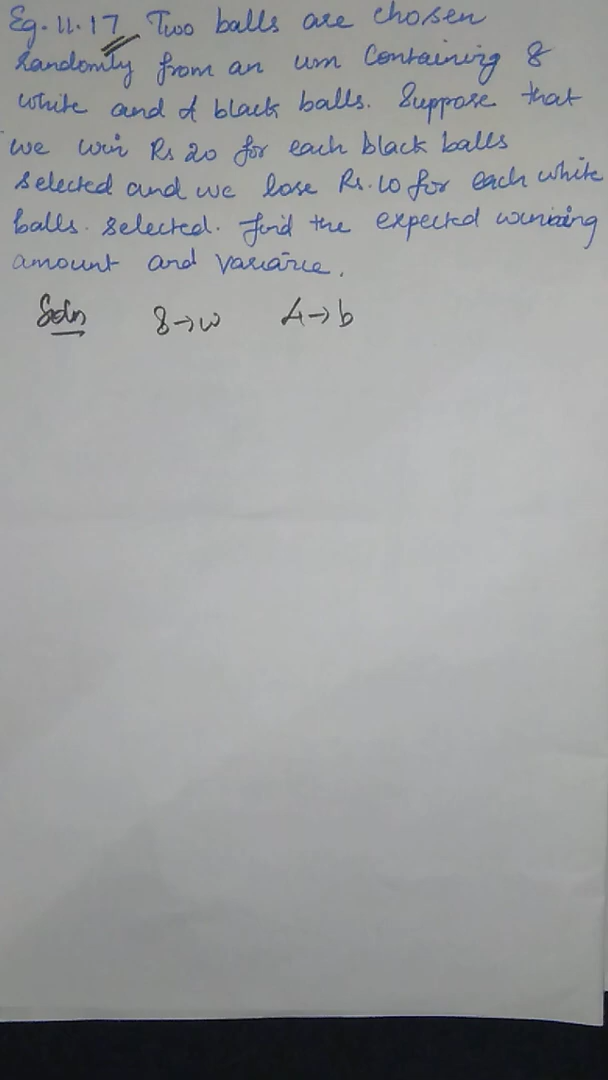 Eg. 11.17 Two balls are chosen
Randomly from an urn Containing 8
white and 4 black balls. Suppose that
we win Rs 20 for each black balls
selected and we lose Rs.10 for each white
balls. selected. find the expected winning
amount and variance.
Soln 8→w 4→b